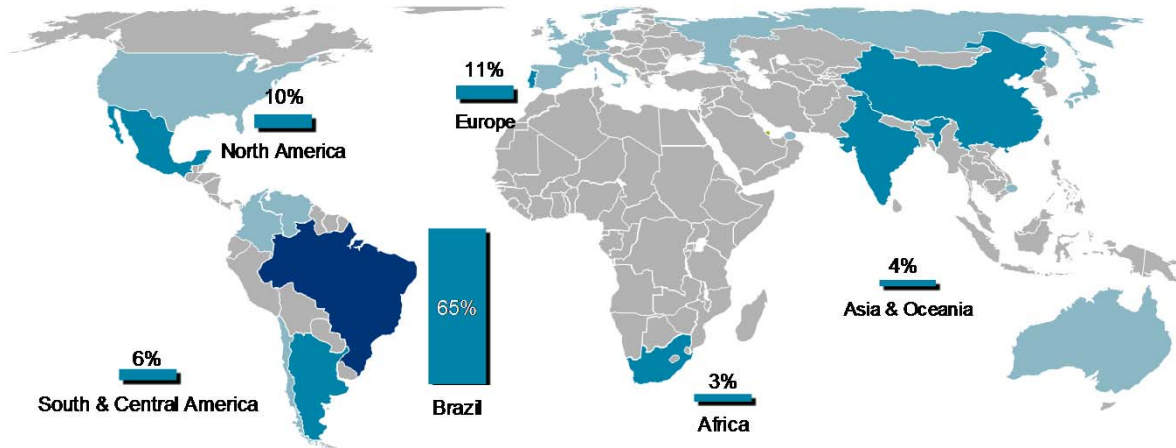 11%
Europe
10%
North America
65%
Brazil
4%
Asia & Oceania
6%
South & Central America
3%
Africa